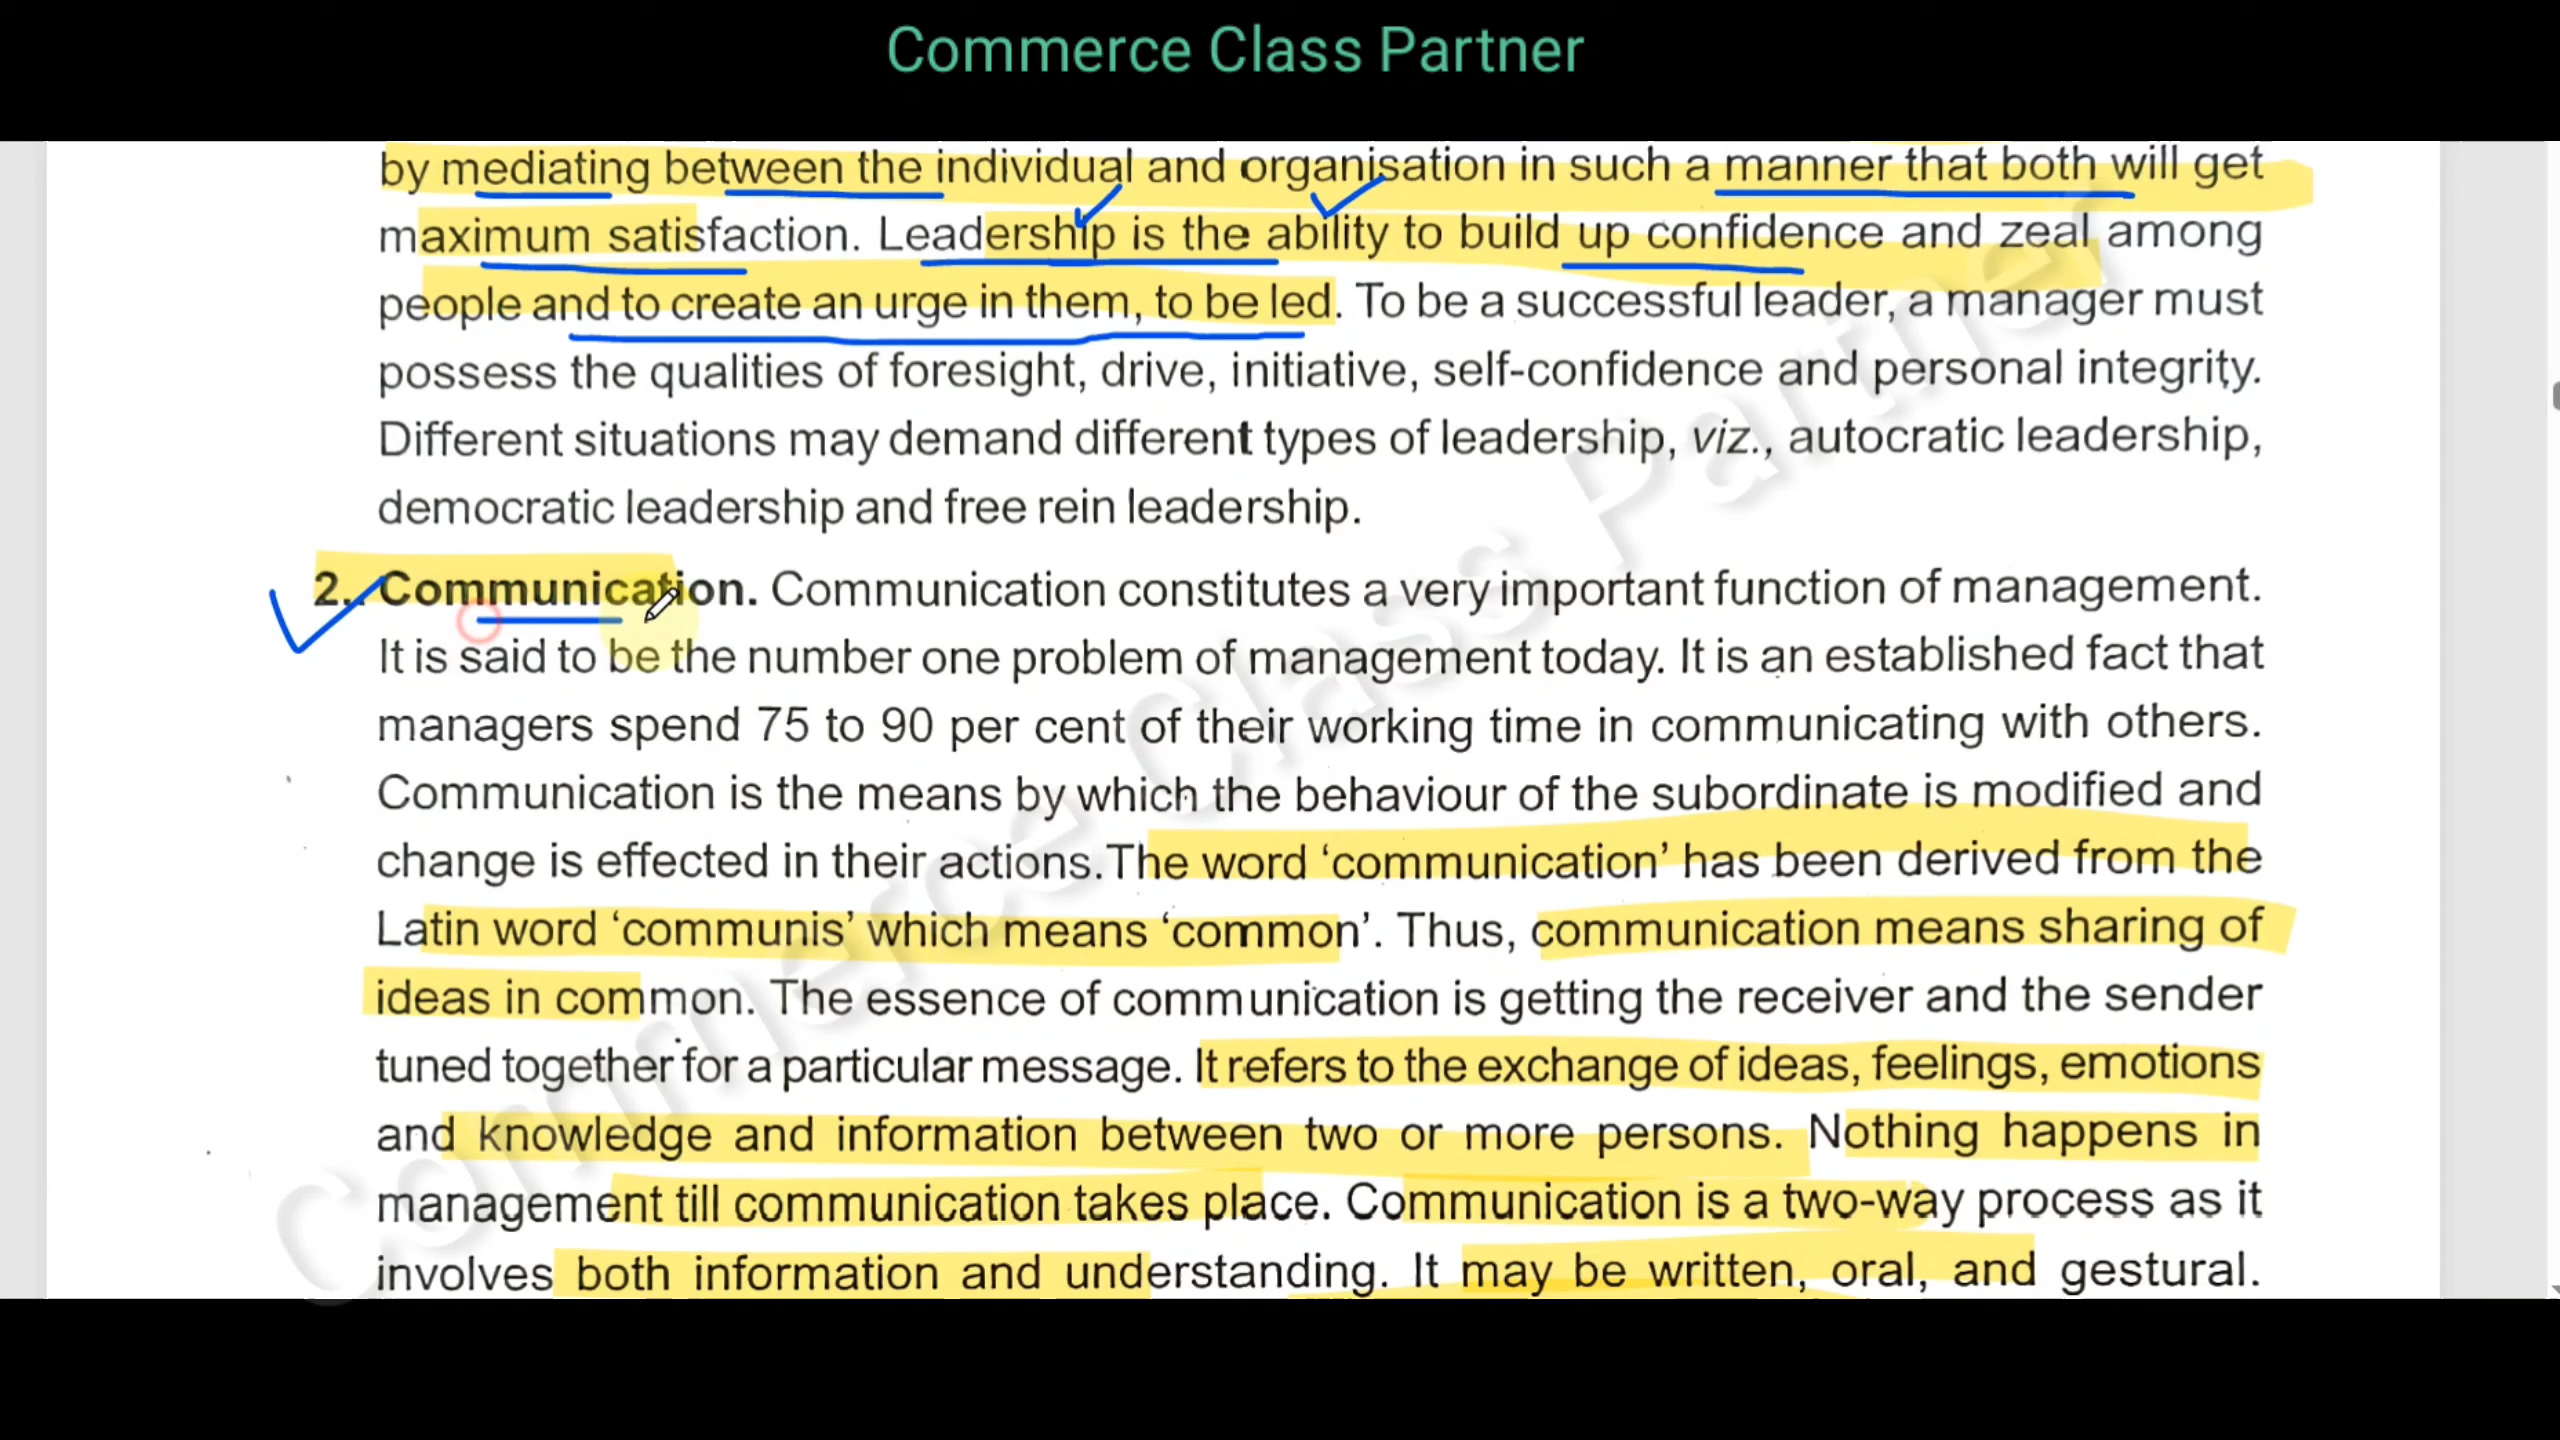 Commerce Class Partner
by mediating between the individual and organisation in such a manner that both will get
maximum satisfaction. Leadership is the ability to build up confidence and zeal among
people and to create an urge in them, to be led. To be a successful leader, a manager must
possess the qualities of foresight, drive, initiative, self-confidence and personal integrity.
Different situations may demand different types of leadership, viz., autocratic leadership,
democratic leadership and free rein leadership.
2. Communication. Communication constitutes a very important function of management.
It is said to be the number one problem of management today. It is an established fact that
managers spend 75 to 90 per cent of their working time in communicating with others.
Communication is the means by which the behaviour of the subordinate is modified and
change is effected in their actions. The word ‘communication’ has been derived from the
Latin word ‘communis’ which means ‘common’. Thus, communication means sharing of
ideas in common. The essence of communication is getting the receiver and the sender
tuned together for a particular message. It refers to the exchange of ideas, feelings, emotions
and knowledge and information between two or more persons. Nothing happens in
management till communication takes place. Communication is a two-way process as it
involves both information and understanding. It may be written, oral, and gestural.
Commerce Class Partner